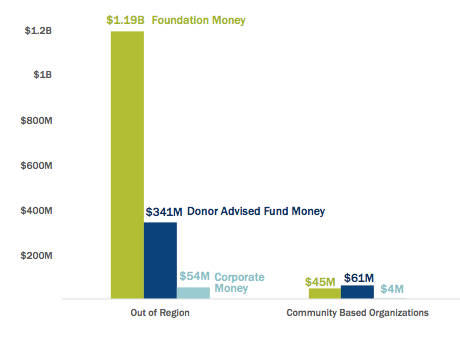 $1.19B Foundation Money
$1.2B
$1B
$800M
$600M
$400M
$200M
$341M Donor Advised Fund Money
$54M Corporate
Money
$45M
$61M
$4M
Out of Region
Community Based Organizations